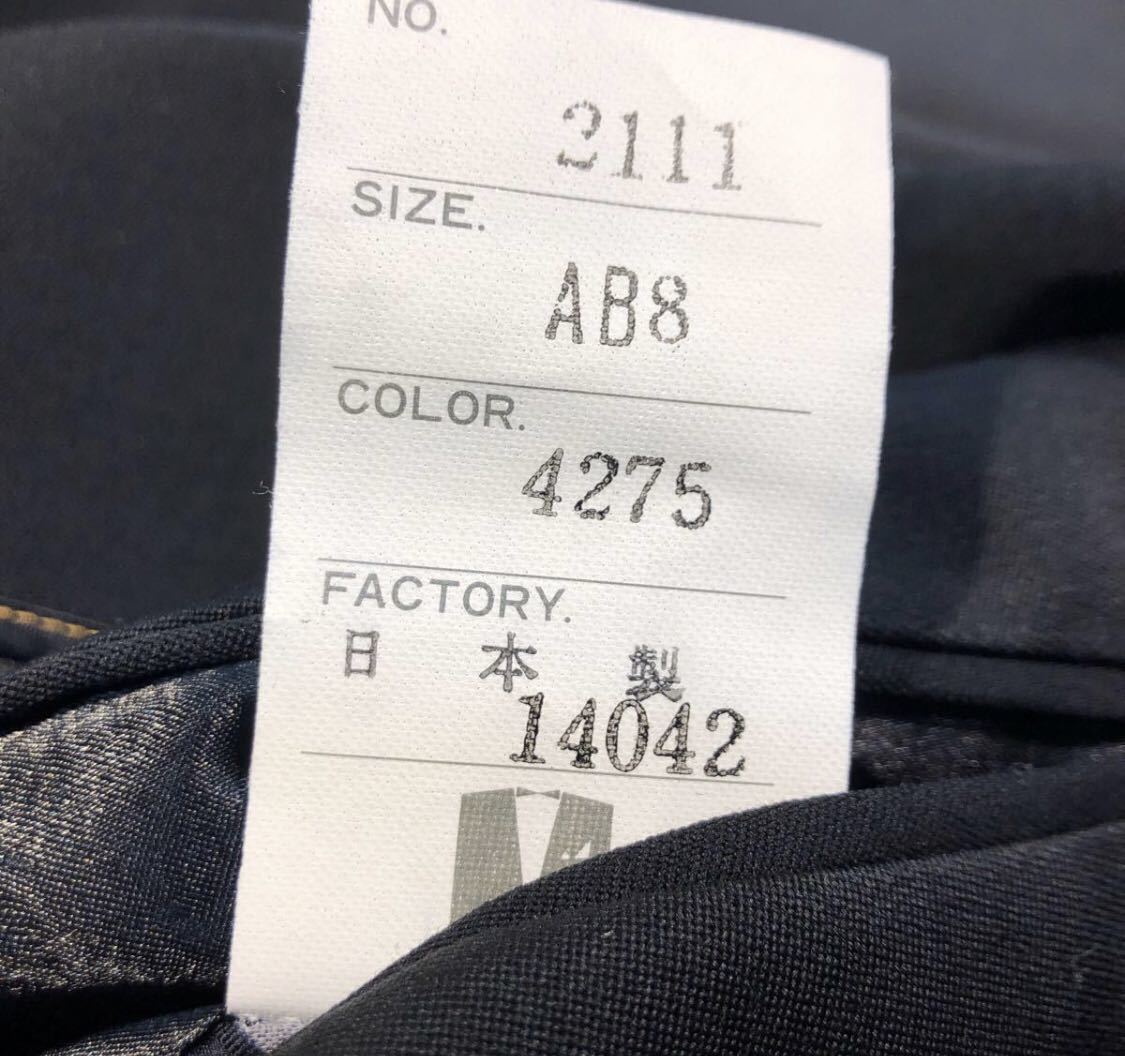 NO.
2111
SIZE.
AB8
COLOR.
4275
FACTORY.
日本製
14042